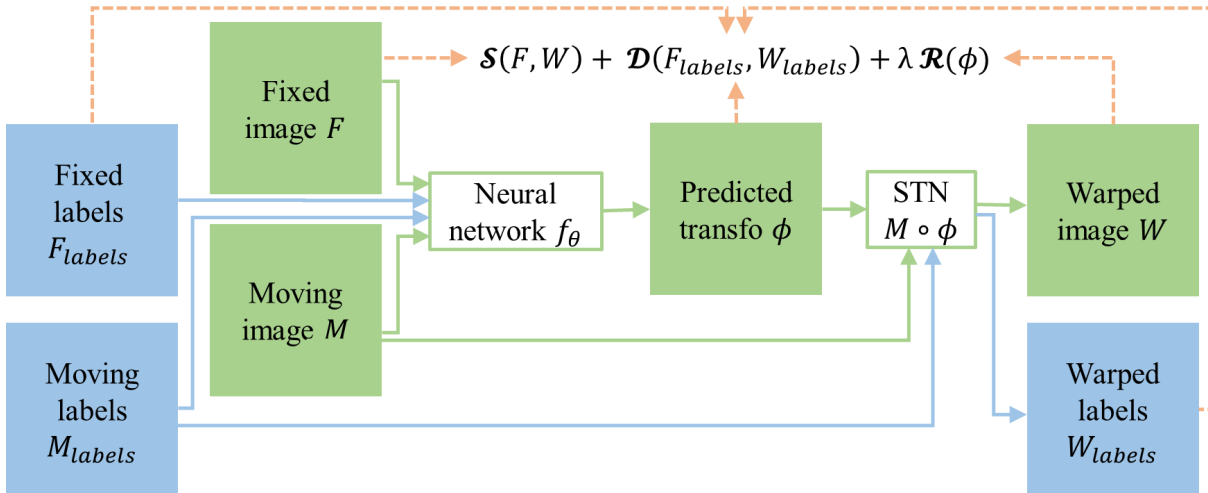 𝓢(F, W) + 𝓓(F_labels, W_labels) + λ 𝓡(ϕ)
Fixed
image F
Fixed
labels
F_labels
Neural
network f_θ
Predicted
transfo ϕ
STN
M ∘ ϕ
Warped
image W
Moving
image M
Moving
labels
M_labels
Warped
labels
W_labels